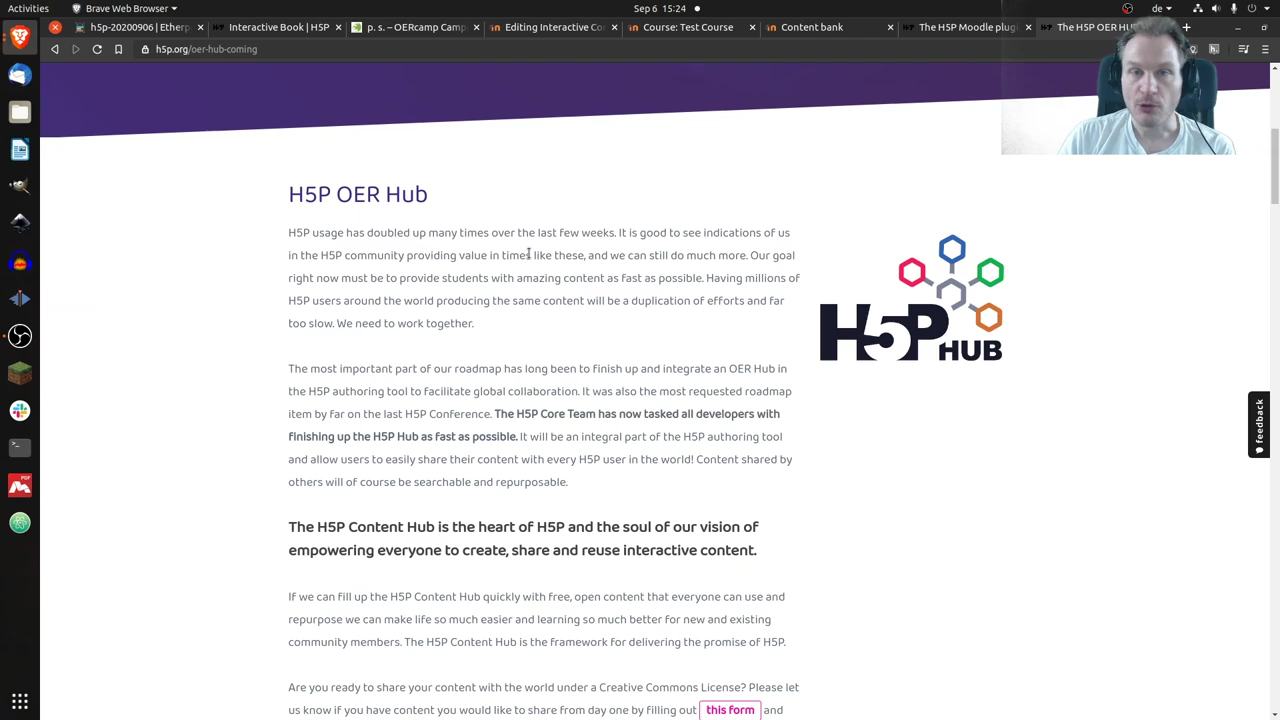 Activities
Brave Web Browser
Sep 6 15:24
de
h5p-20200906 | Etherp
Interactive Book | H5P
p. s. – OERcamp Camp
Editing Interactive Co
Course: Test Course
Content bank
The H5P Moodle plug
The H5P OER HU
h5p.org/oer-hub-coming
H5P OER Hub
H5P usage has doubled up many times over the last few weeks. It is good to see indications of us
in the H5P community providing value in times like these, and we can still do much more. Our goal
right now must be to provide students with amazing content as fast as possible. Having millions of
H5P users around the world producing the same content will be a duplication of efforts and far
too slow. We need to work together.
H5P HUB
The most important part of our roadmap has long been to finish up and integrate an OER Hub in
the H5P authoring tool to facilitate global collaboration. It was also the most requested roadmap
item by far on the last H5P Conference. The H5P Core Team has now tasked all developers with
finishing up the H5P Hub as fast as possible. It will be an integral part of the H5P authoring tool
and allow users to easily share their content with every H5P user in the world! Content shared by
others will of course be searchable and repurposable.
feedback
The H5P Content Hub is the heart of H5P and the soul of our vision of
empowering everyone to create, share and reuse interactive content.
If we can fill up the H5P Content Hub quickly with free, open content that everyone can use and
repurpose we can make life so much easier and learning so much better for new and existing
community members. The H5P Content Hub is the framework for delivering the promise of H5P.
Are you ready to share your content with the world under a Creative Commons License? Please let
us know if you have content you would like to share from day one by filling out this form and
PDF